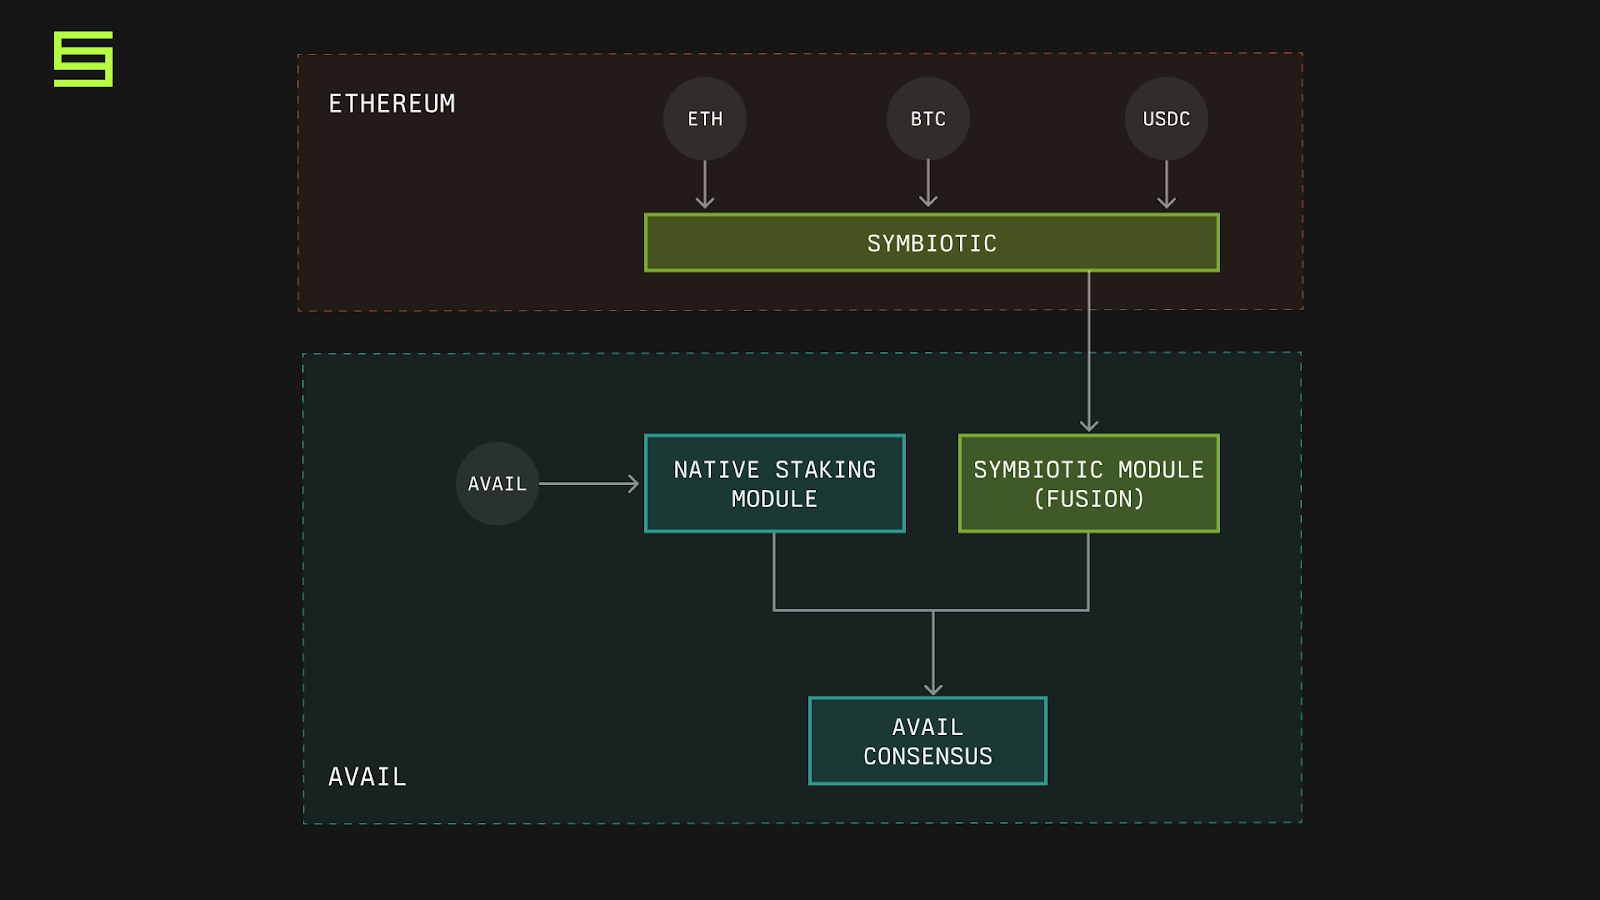 ETHEREUM
ETH
BTC
USDC
SYMBIOTIC
AVAIL
NATIVE STAKING
MODULE
SYMBIOTIC MODULE
(FUSION)
AVAIL
CONSENSUS
AVAIL